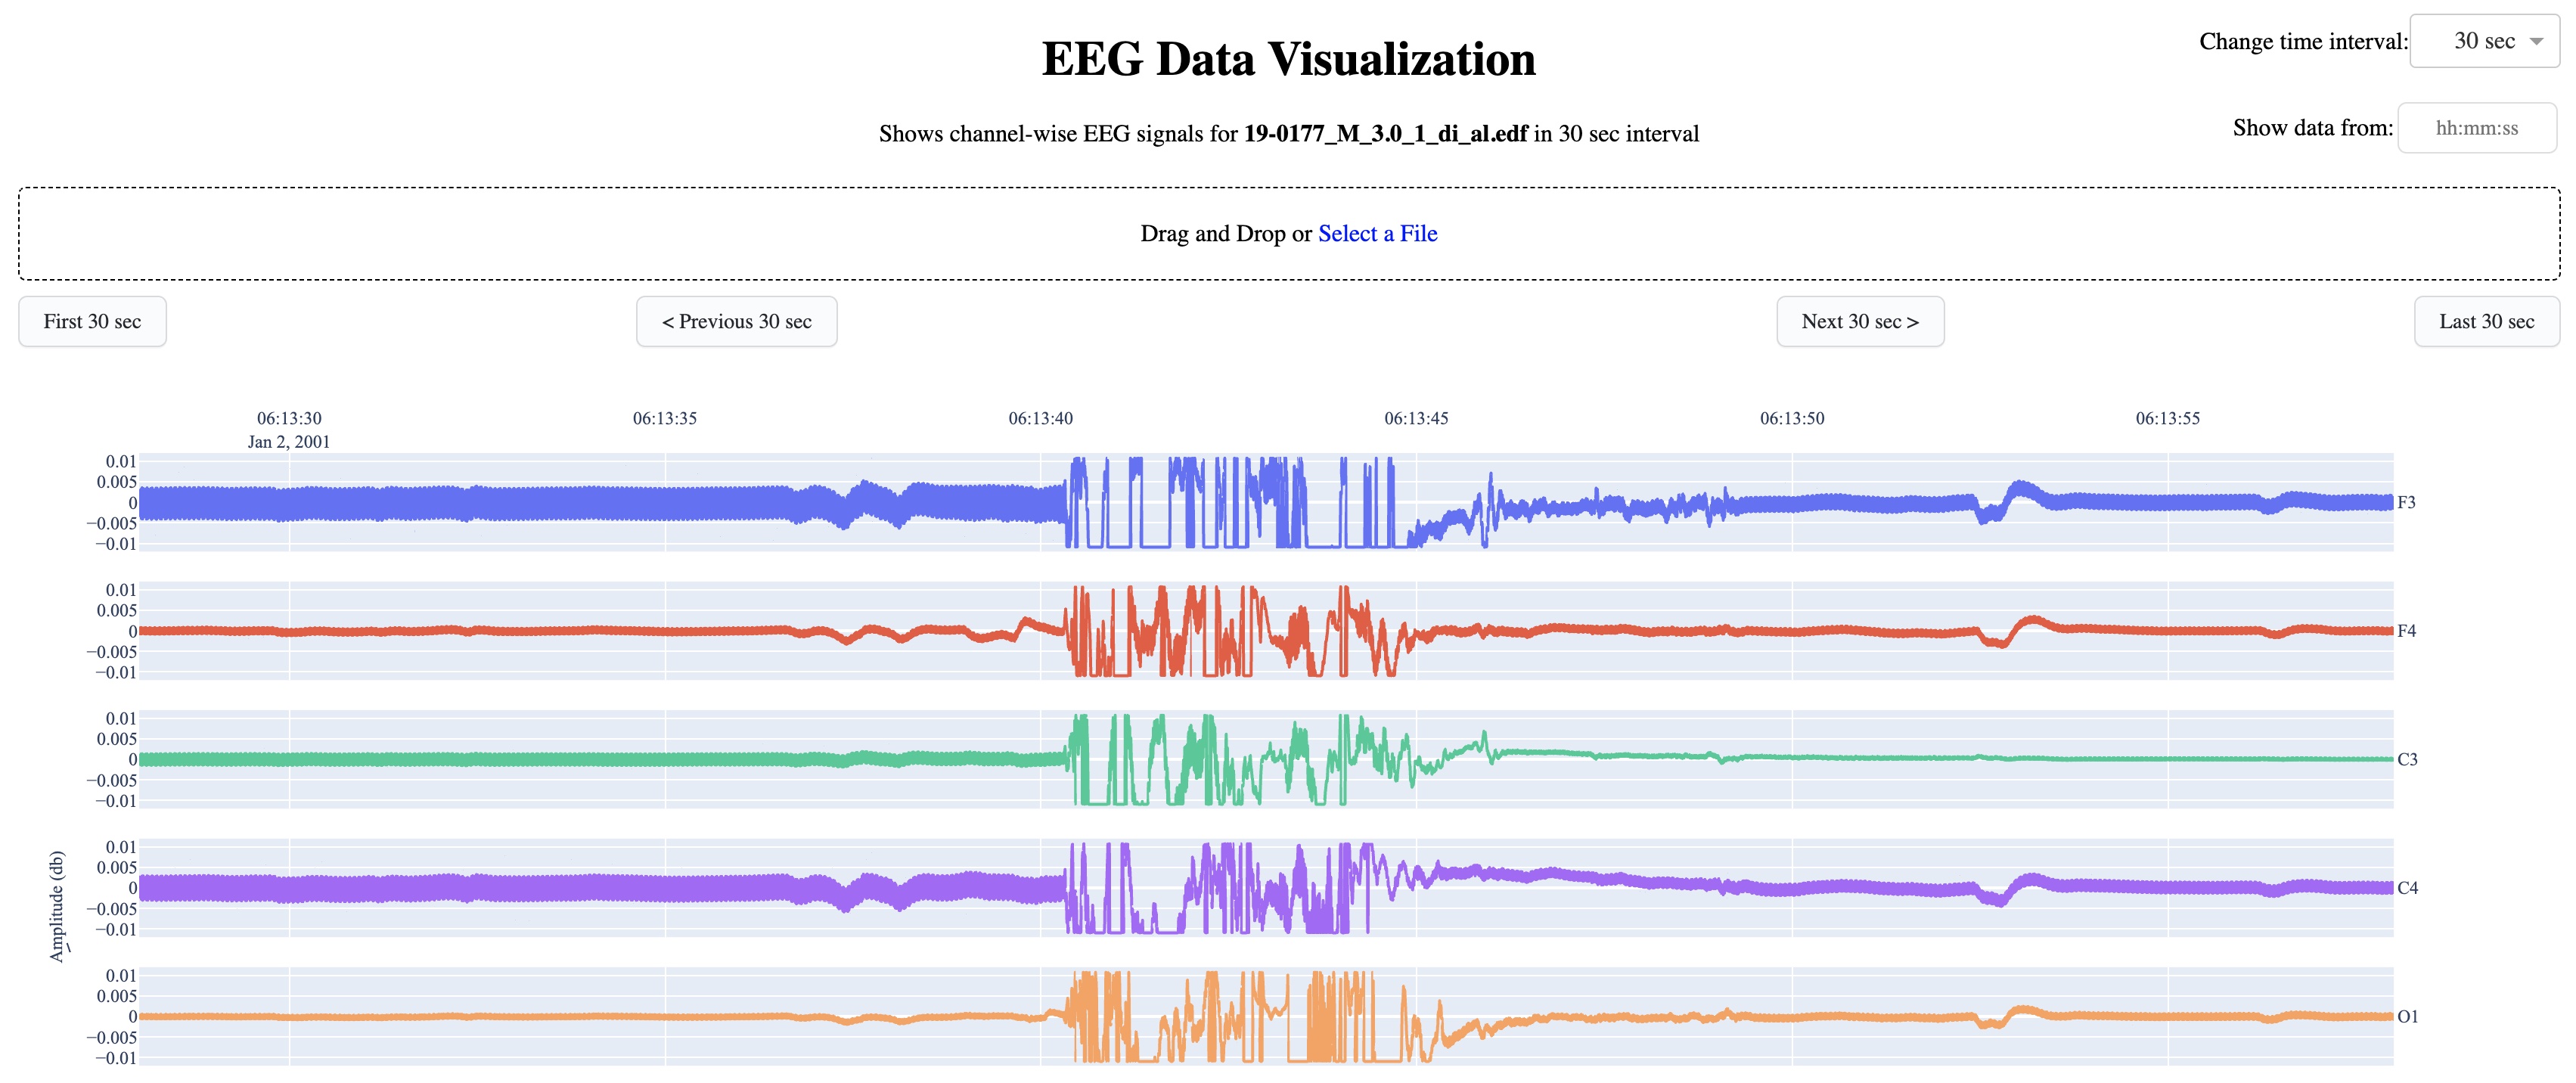 EEG Data Visualization
Change time interval: 30 sec
Shows channel-wise EEG signals for 19-0177_M_3.0_1_di_al.edf in 30 sec interval
Show data from: hh:mm:ss
Drag and Drop or Select a File
First 30 sec
< Previous 30 sec
Next 30 sec >
Last 30 sec
06:13:30 06:13:35 06:13:40 06:13:45 06:13:50 06:13:55
Jan 2, 2001
0.01
0.005
0
−0.005
−0.01
F3
0.01
0.005
0
−0.005
−0.01
F4
0.01
0.005
0
−0.005
−0.01
C3
0.01
0.005
0
−0.005
−0.01
C4
Amplitude (db)
0.01
0.005
0
−0.005
−0.01
O1